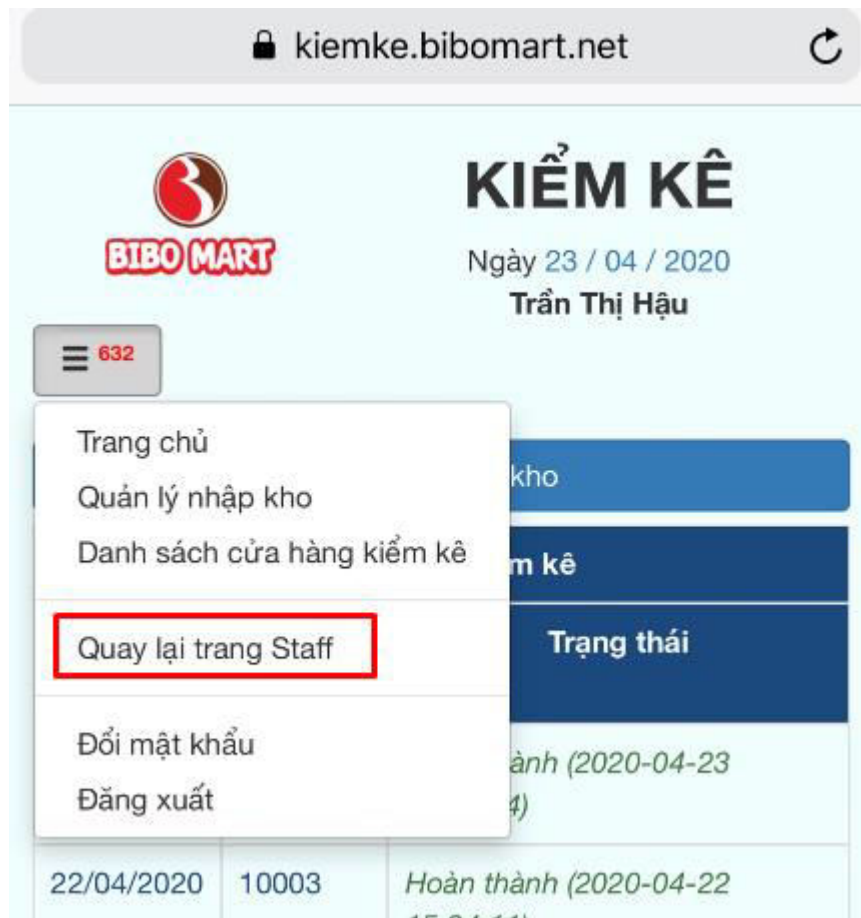 kiemke.bibomart.net
BIBO MART
KIỂM KÊ
Ngày 23 / 04 / 2020
Trần Thị Hậu
632
Trang chủ
Quản lý nhập kho
Danh sách cửa hàng kiểm kê
Quay lại trang Staff
Đổi mật khẩu
Đăng xuất
kho
m kê
Trạng thái
ành (2020-04-23
4)
22/04/2020 10003 Hoàn thành (2020-04-22